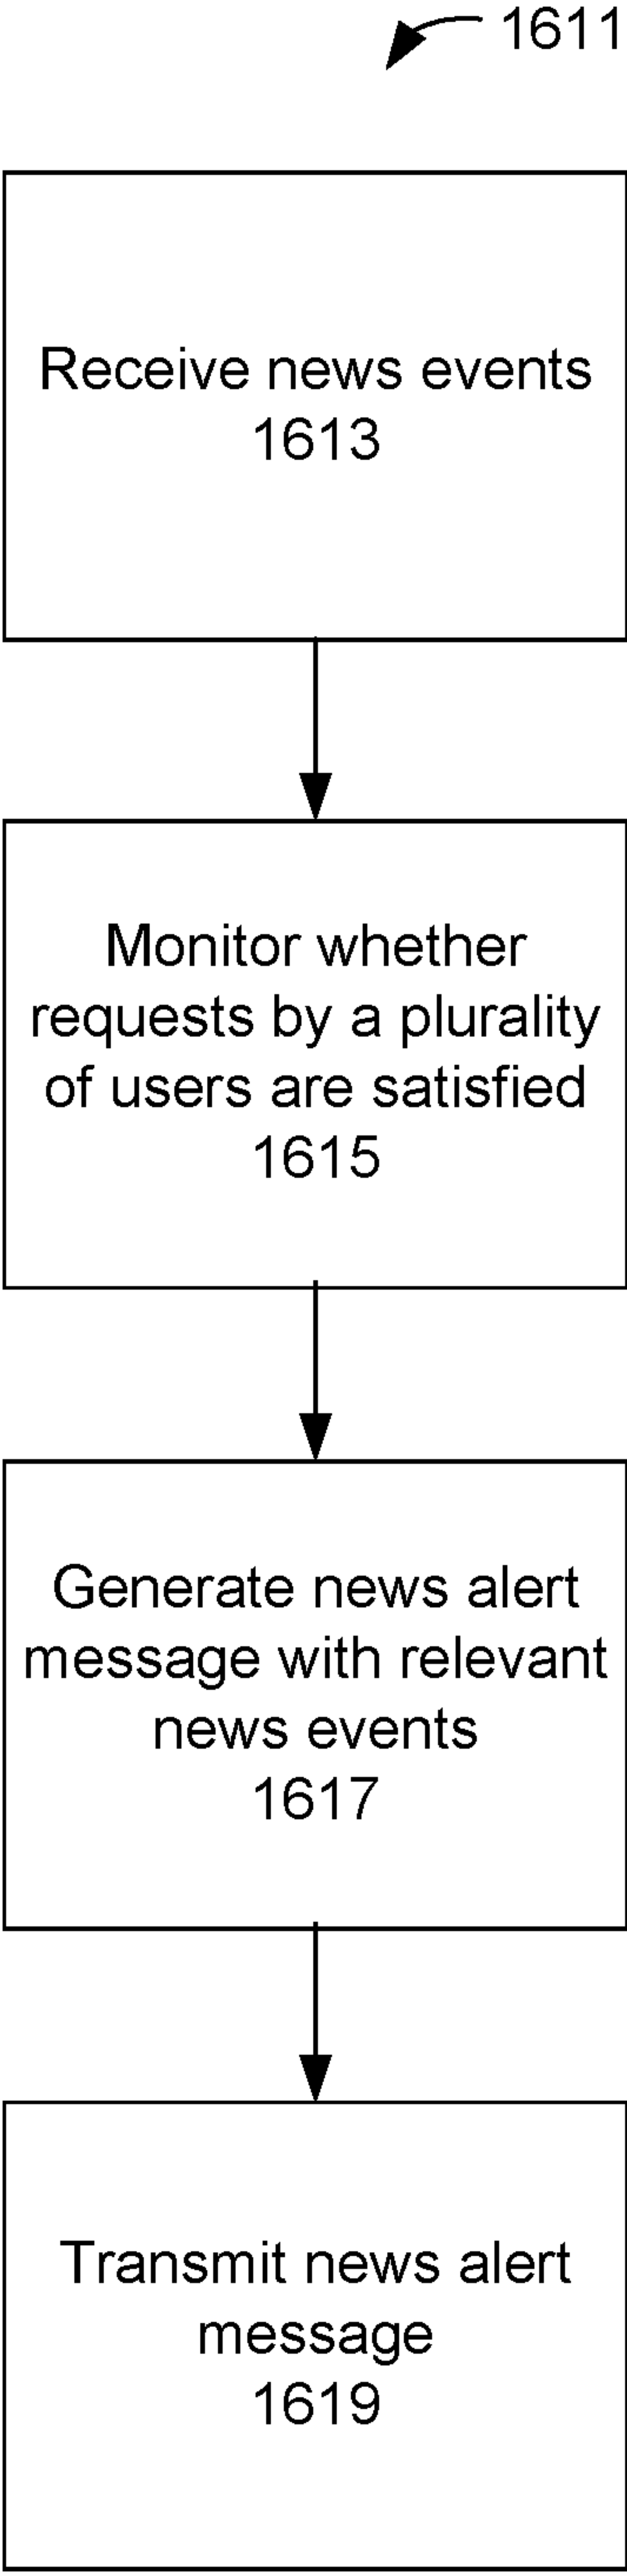 1611
Receive news events
1613
Monitor whether
requests by a plurality
of users are satisfied
1615
Generate news alert
message with relevant
news events
1617
Transmit news alert
message
1619